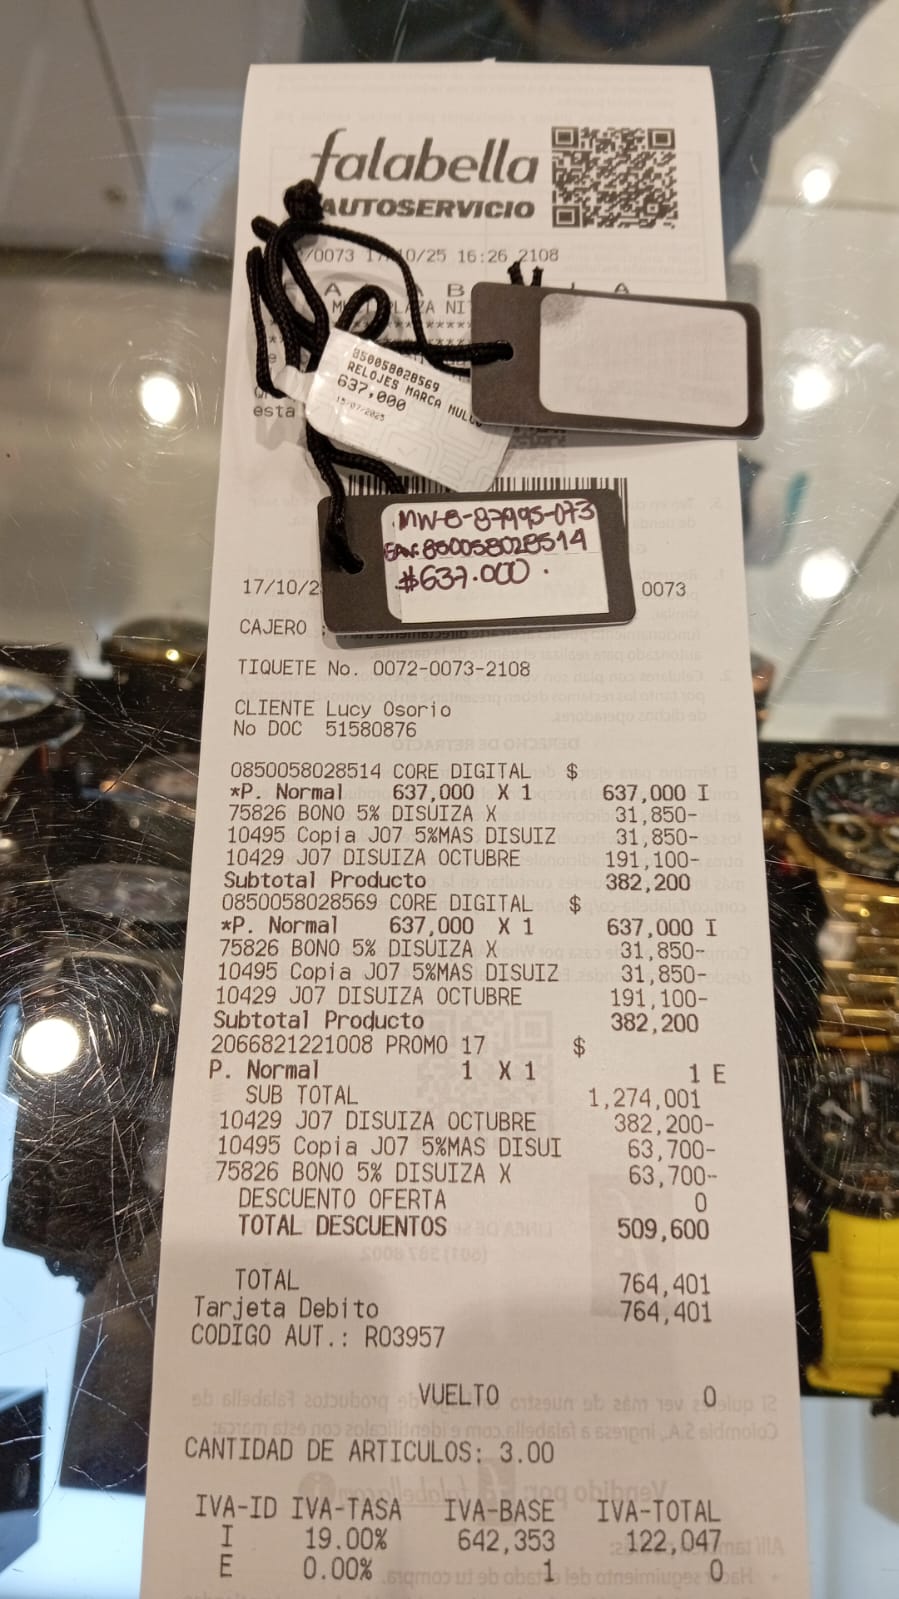 falabella
AUTOSERVICIO
/0073 17/10/25 16:26 2108
A B L A
PLAZA NI
esta
850058028569
RELOJES MARCA MULCO
637,000
15/07/2025
MW-8-87995-073
EAN: 850058028514
$637.000.
17/10/2 0073
CAJERO :
TIQUETE No. 0072-0073-2108
CLIENTE Lucy Osorio
No DOC 51580876
0850058028514 CORE DIGITAL $
*P. Normal 637,000 X 1 637,000 I
75826 BONO 5% DISUIZA X 31,850-
10495 Copia J07 5%MAS DISUIZ 31,850-
10429 J07 DISUIZA OCTUBRE 191,100-
Subtotal Producto 382,200
0850058028569 CORE DIGITAL $
*P. Normal 637,000 X 1 637,000 I
75826 BONO 5% DISUIZA X 31,850-
10495 Copia J07 5%MAS DISUIZ 31,850-
10429 J07 DISUIZA OCTUBRE 191,100-
Subtotal Producto 382,200
2066821221008 PROMO 17 $
P. Normal 1 X 1 1 E
SUB TOTAL 1,274,001
10429 J07 DISUIZA OCTUBRE 382,200-
10495 Copia J07 5%MAS DISUI 63,700-
75826 BONO 5% DISUIZA X 63,700-
DESCUENTO OFERTA 0
TOTAL DESCUENTOS 509,600
TOTAL 764,401
Tarjeta Debito 764,401
CODIGO AUT.: R03957
VUELTO 0
CANTIDAD DE ARTICULOS: 3.00
IVA-ID IVA-TASA IVA-BASE IVA-TOTAL
I 19.00% 642,353 122,047
E 0.00% 1 0